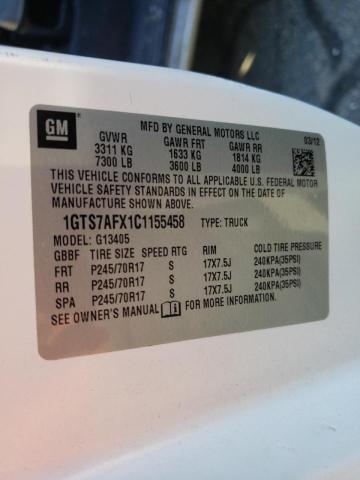 GM
MFD BY GENERAL MOTORS LLC
03/12
GVWR GAWR FRT GAWR RR
3311 KG 1633 KG 1814 KG
7300 LB 3600 LB 4000 LB
THIS VEHICLE CONFORMS TO ALL APPLICABLE U.S. FEDERAL MOTOR
VEHICLE SAFETY STANDARDS IN EFFECT ON THE DATE OF
MANUFACTURE SHOWN ABOVE.
1GTS7AFX1C1155458 TYPE: TRUCK
MODEL: G13405
GBBF TIRE SIZE SPEED RTG RIM COLD TIRE PRESSURE
FRT P245/70R17 S 17X7.5J 240KPA(35PSI)
RR P245/70R17 S 17X7.5J 240KPA(35PSI)
SPA P245/70R17 S 17X7.5J 240KPA(35PSI)
SEE OWNER'S MANUAL FOR MORE INFORMATION.